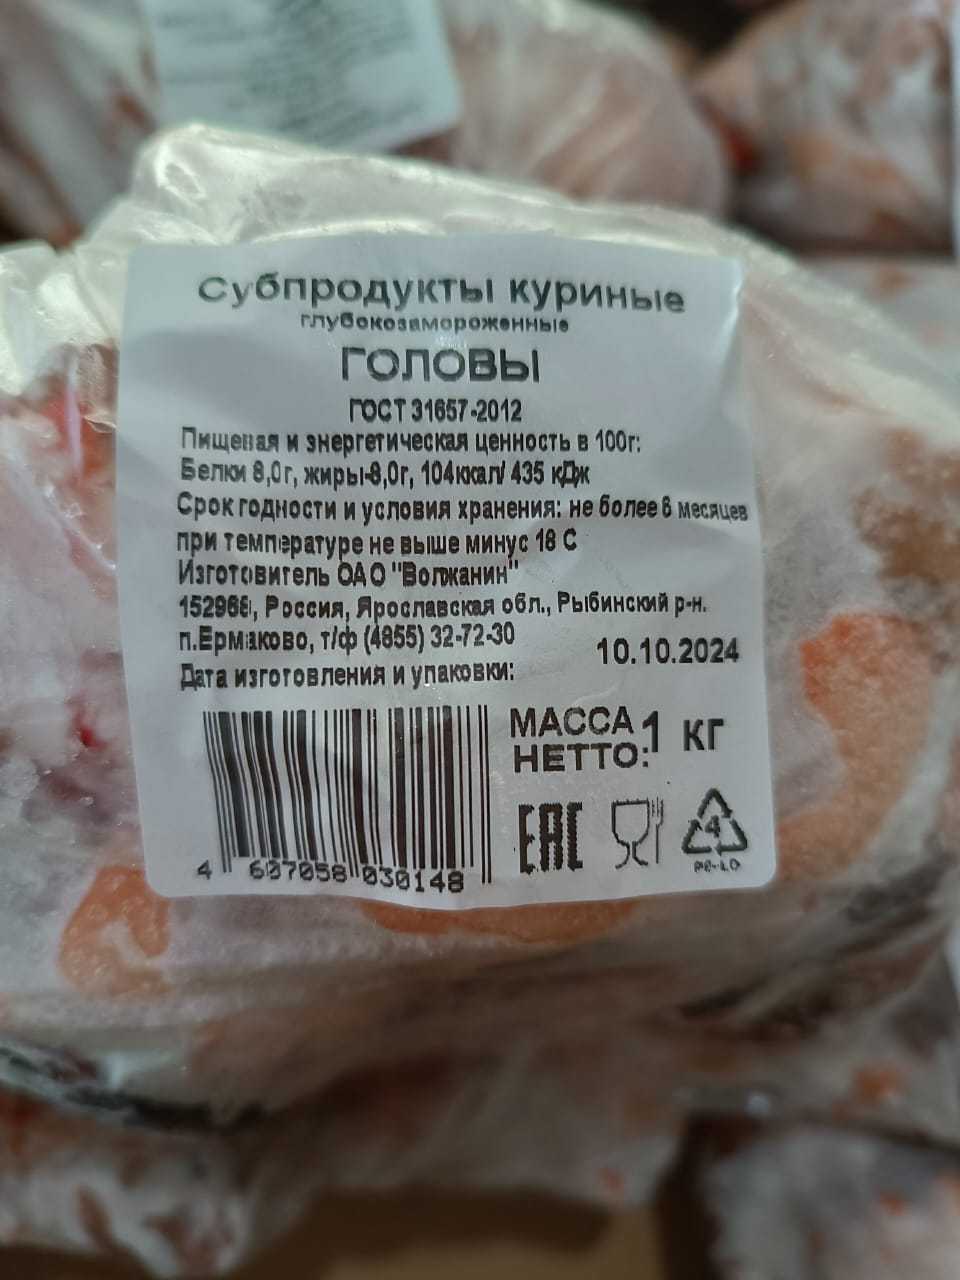 Субпродукты куриные
глубокозамороженные
ГОЛОВЫ
ГОСТ 31657-2012
Пищевая и энергетическая ценность в 100г:
Белки 8,0г, жиры-8,0г, 104ккал/ 435 кДж
Срок годности и условия хранения: не более 6 месяцев
при температуре не выше минус 18 С
Изготовитель ОАО "Волжанин"
152968, Россия, Ярославская обл., Рыбинский р-н.
п.Ермаково, т/ф (4855) 32-72-30
Дата изготовления и упаковки: 10.10.2024
МАССА НЕТТО: 1 КГ
4 607058 030148
EAC
4
PE-LD